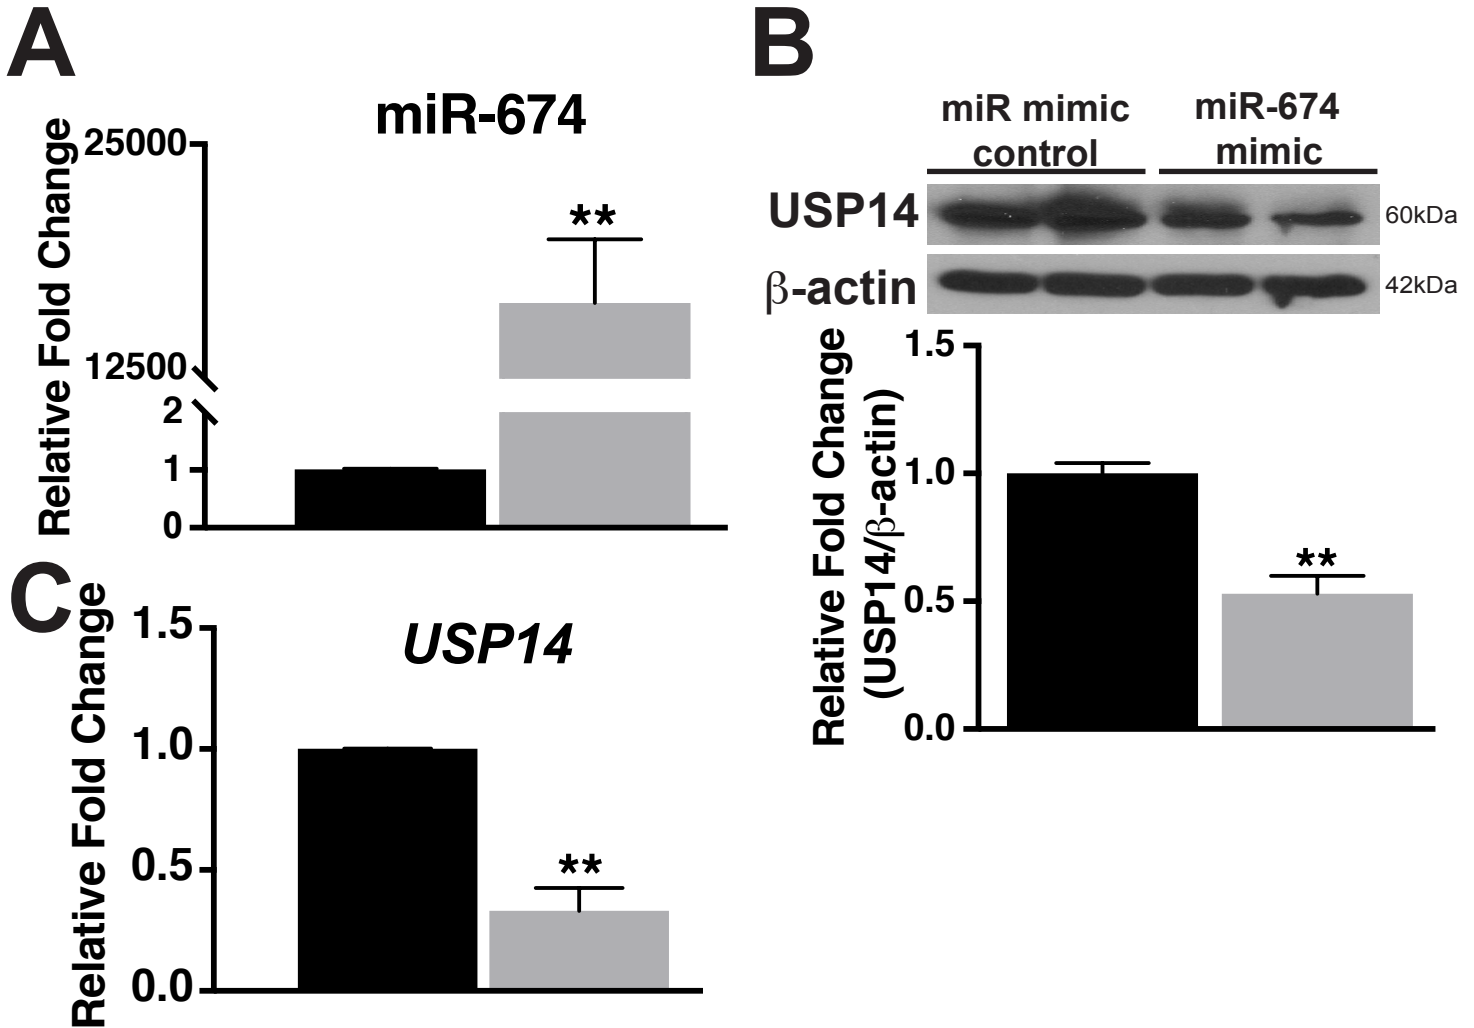 A
miR-674
Relative Fold Change
25000
12500
2
1
0
**
B
miR mimic
control
miR-674
mimic
USP14
60kDa
β-actin
42kDa
Relative Fold Change
(USP14/β-actin)
1.5
1.0
0.5
0.0
**
C
USP14
Relative Fold Change
1.5
1.0
0.5
0.0
**